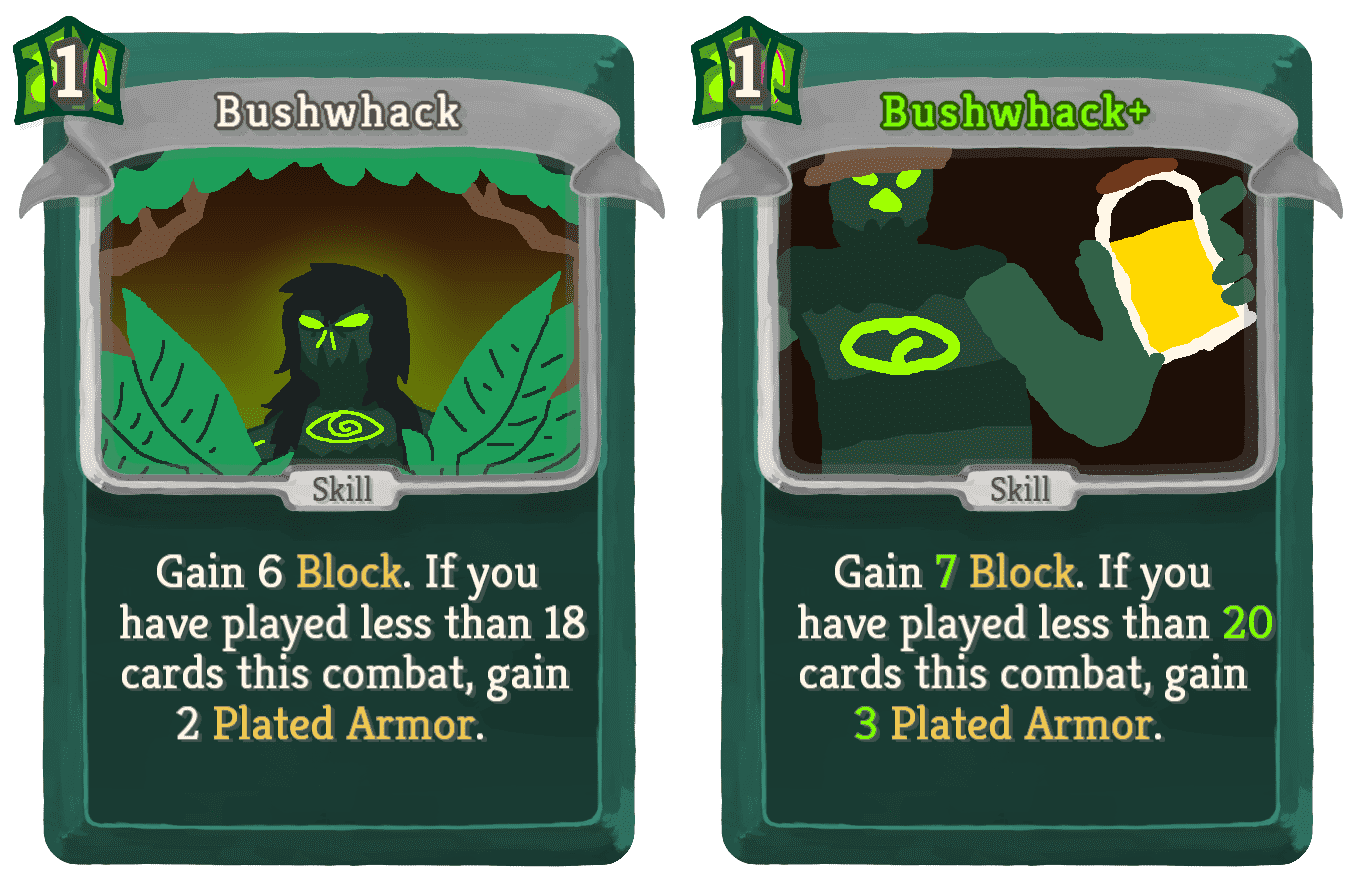 1
Bushwhack
Skill
Gain 6 Block. If you
have played less than 18
cards this combat, gain
2 Plated Armor.
1
Bushwhack+
Skill
Gain 7 Block. If you
have played less than 20
cards this combat, gain
3 Plated Armor.